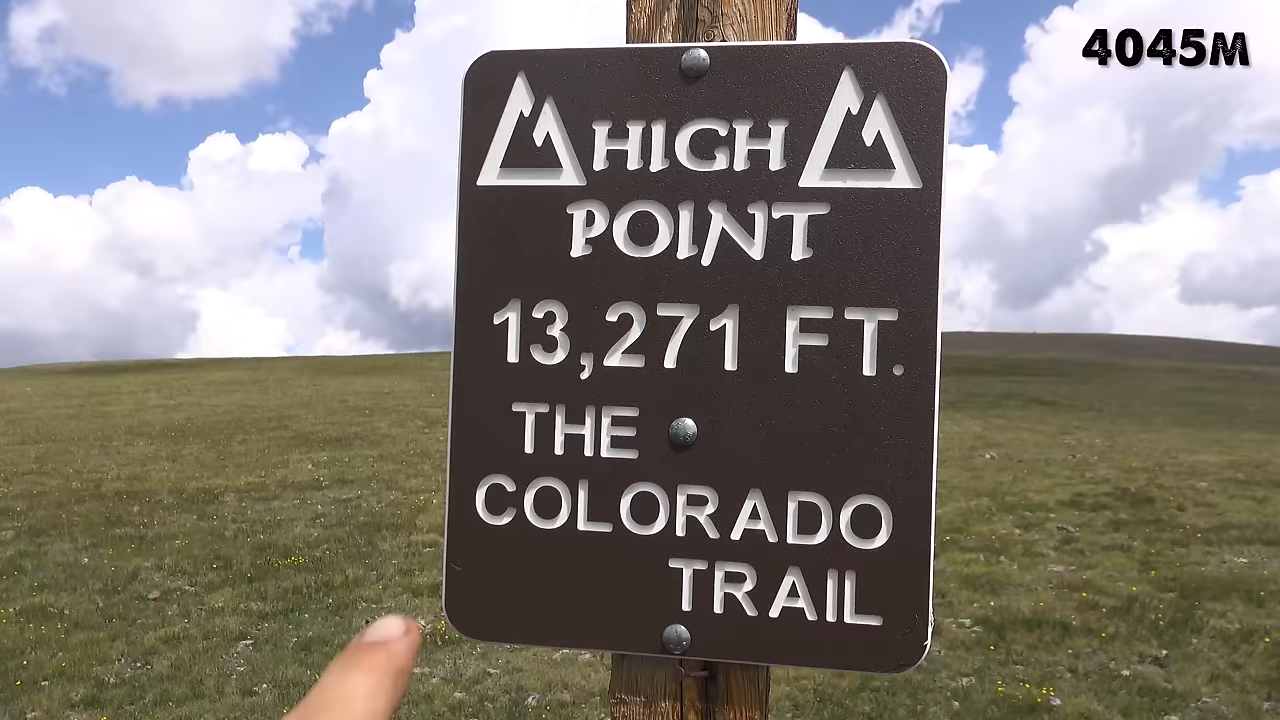 4045M
HIGH
POINT
13,271 FT.
THE
COLORADO
TRAIL